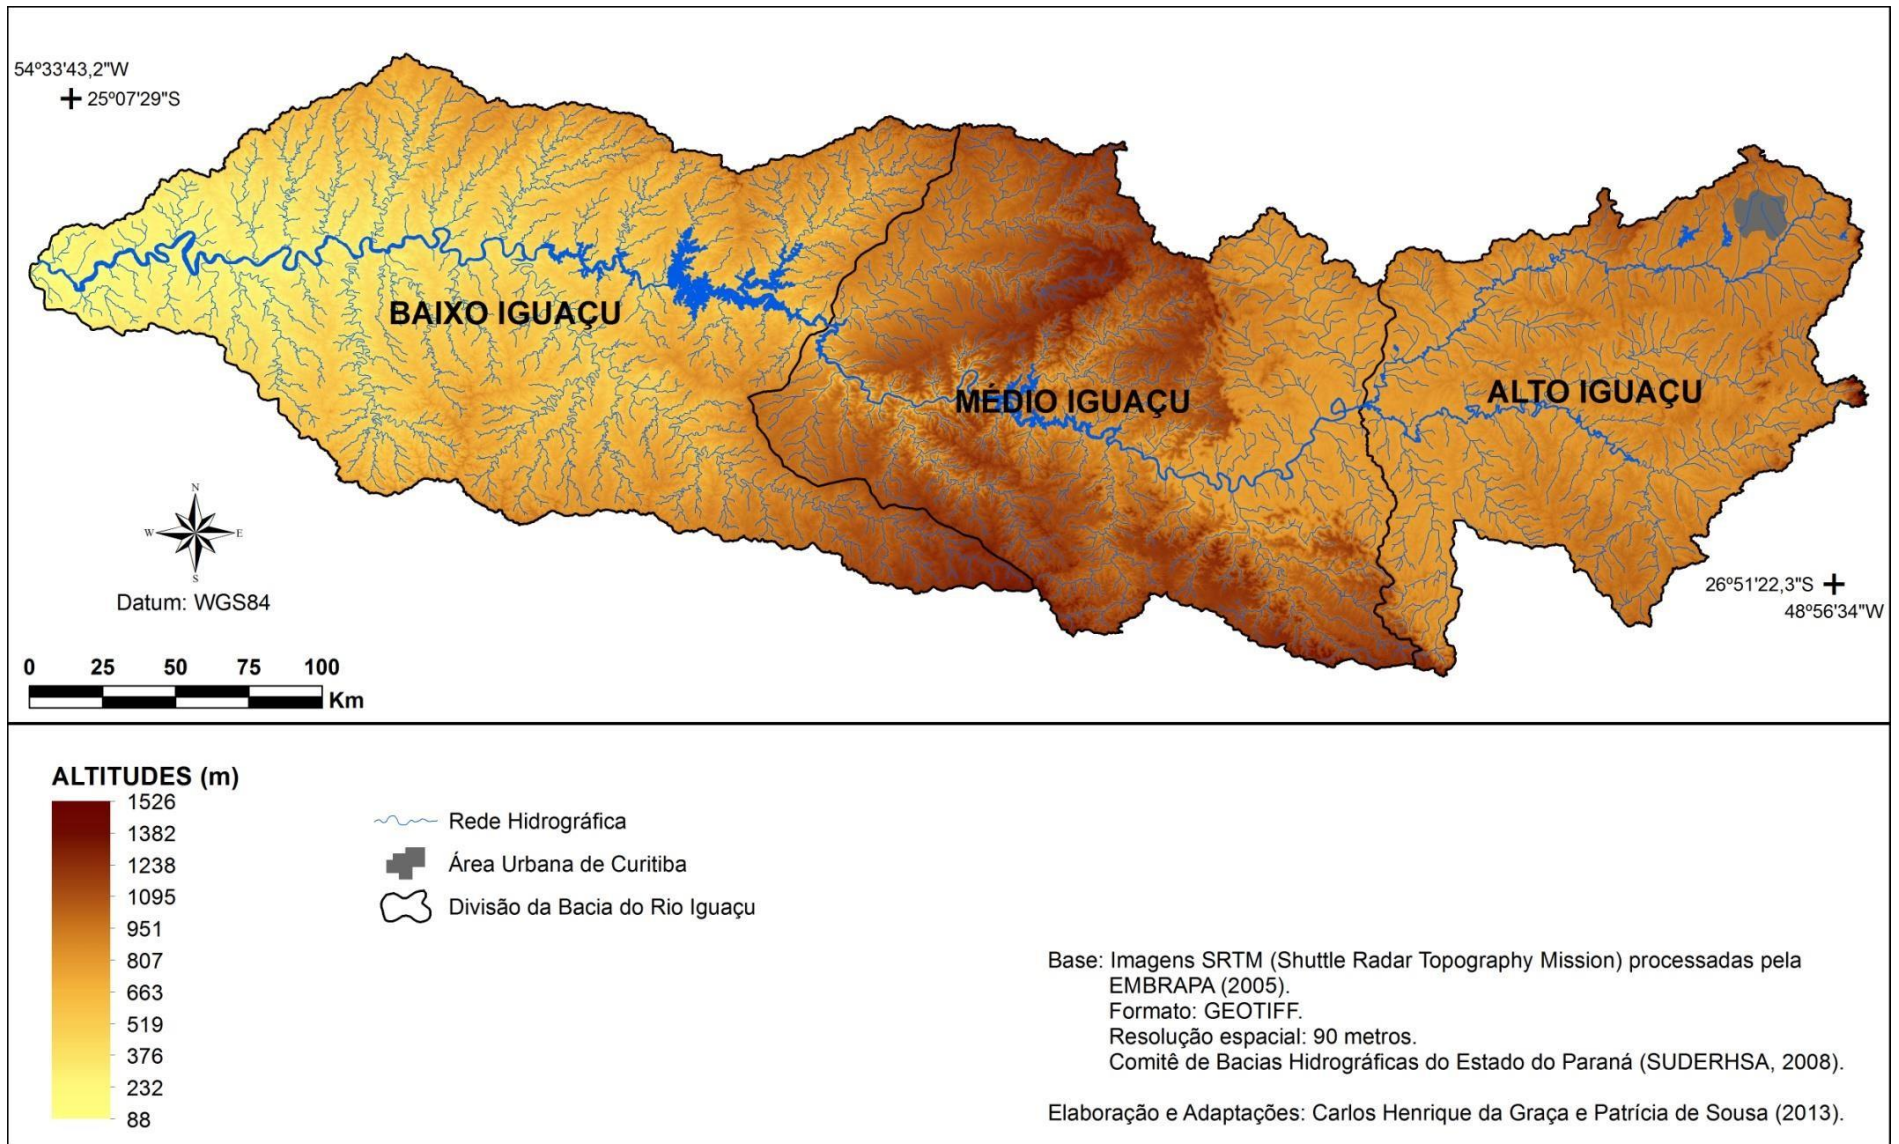 54º33'43,2"W
25º07'29"S
BAIXO IGUAÇU
MÉDIO IGUAÇU
ALTO IGUAÇU
N
W
E
S
Datum: WGS84
26º51'22,3"S
48º56'34"W
0 25 50 75 100
Km
ALTITUDES (m)
1526
1382
1238
1095
951
807
663
519
376
232
88
Rede Hidrográfica
Área Urbana de Curitiba
Divisão da Bacia do Rio Iguaçu
Base: Imagens SRTM (Shuttle Radar Topography Mission) processadas pela
EMBRAPA (2005).
Formato: GEOTIFF.
Resolução espacial: 90 metros.
Comitê de Bacias Hidrográficas do Estado do Paraná (SUDERHSA, 2008).
Elaboração e Adaptações: Carlos Henrique da Graça e Patrícia de Sousa (2013).